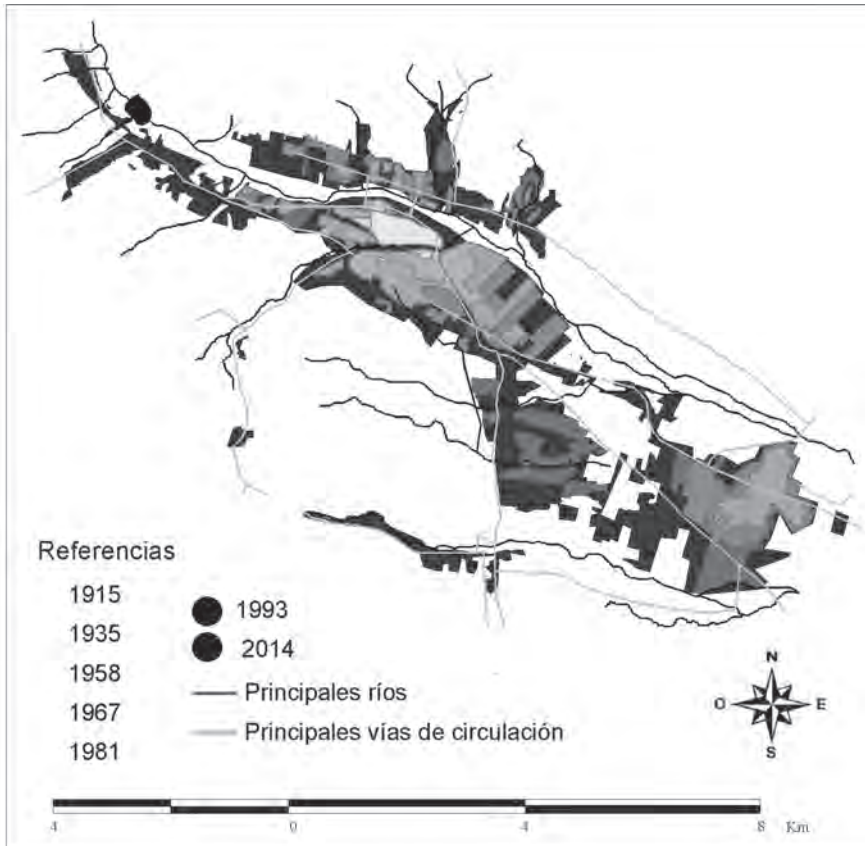 Referencias
1915
1935
1958
1967
1981
1993
2014
Principales ríos
Principales vías de circulación
N
O
E
S
4
0
4
8
Km